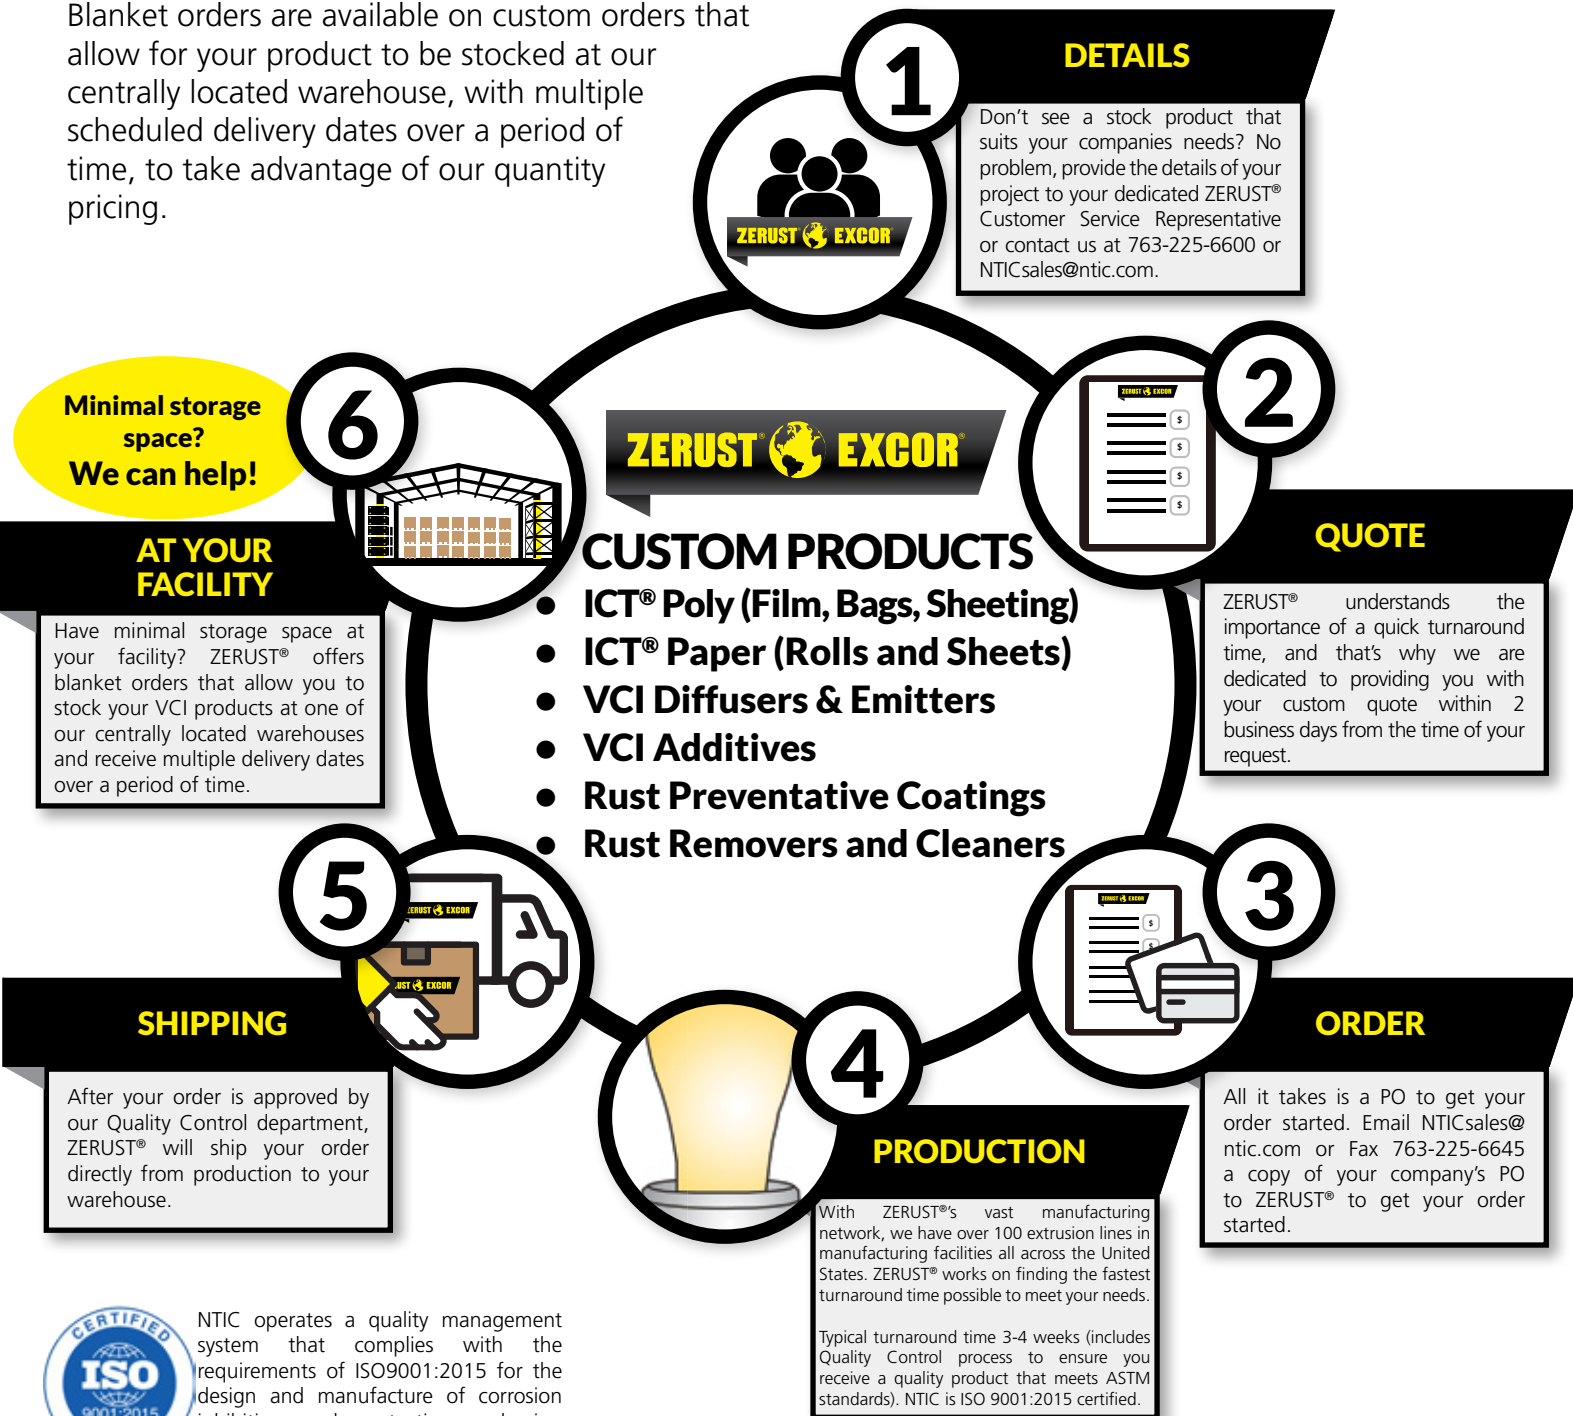 Blanket orders are available on custom orders that
allow for your product to be stocked at our
centrally located warehouse, with multiple
scheduled delivery dates over a period of
time, to take advantage of our quantity
pricing.
1
DETAILS
Don't see a stock product that
suits your companies needs? No
problem, provide the details of your
project to your dedicated ZERUST®
Customer Service Representative
or contact us at 763-225-6600 or
NTICsales@ntic.com.
ZERUST EXCOR
2
ZERUST EXCOR
$
$
$
$
QUOTE
ZERUST® understands the
importance of a quick turnaround
time, and that's why we are
dedicated to providing you with
your custom quote within 2
business days from the time of your
request.
ZERUST® EXCOR®
CUSTOM PRODUCTS
• ICT® Poly (Film, Bags, Sheeting)
• ICT® Paper (Rolls and Sheets)
• VCI Diffusers & Emitters
• VCI Additives
• Rust Preventative Coatings
• Rust Removers and Cleaners
3
ZERUST EXCOR
$
$
ORDER
All it takes is a PO to get your
order started. Email NTICsales@
ntic.com or Fax 763-225-6645
a copy of your company's PO
to ZERUST® to get your order
started.
4
PRODUCTION
With ZERUST®'s vast manufacturing
network, we have over 100 extrusion lines in
manufacturing facilities all across the United
States. ZERUST® works on finding the fastest
turnaround time possible to meet your needs.
Typical turnaround time 3-4 weeks (includes
Quality Control process to ensure you
receive a quality product that meets ASTM
standards). NTIC is ISO 9001:2015 certified.
5
ZERUST EXCOR
UST EXCOR
SHIPPING
After your order is approved by
our Quality Control department,
ZERUST® will ship your order
directly from production to your
warehouse.
6
Minimal storage
space?
We can help!
AT YOUR
FACILITY
Have minimal storage space at
your facility? ZERUST® offers
blanket orders that allow you to
stock your VCI products at one of
our centrally located warehouses
and receive multiple delivery dates
over a period of time.
CERTIFIED
ISO
9001:2015
NTIC operates a quality management
system that complies with the
requirements of ISO9001:2015 for the
design and manufacture of corrosion